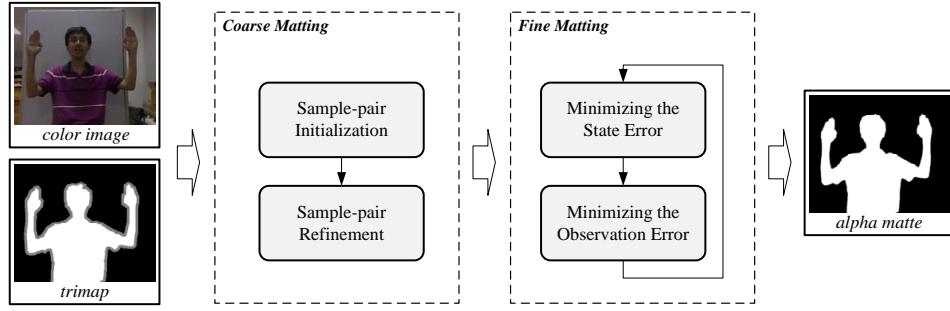 color image
trimap
Coarse Matting
Sample-pair
Initialization
Sample-pair
Refinement
Fine Matting
Minimizing the
State Error
Minimizing the
Observation Error
alpha matte